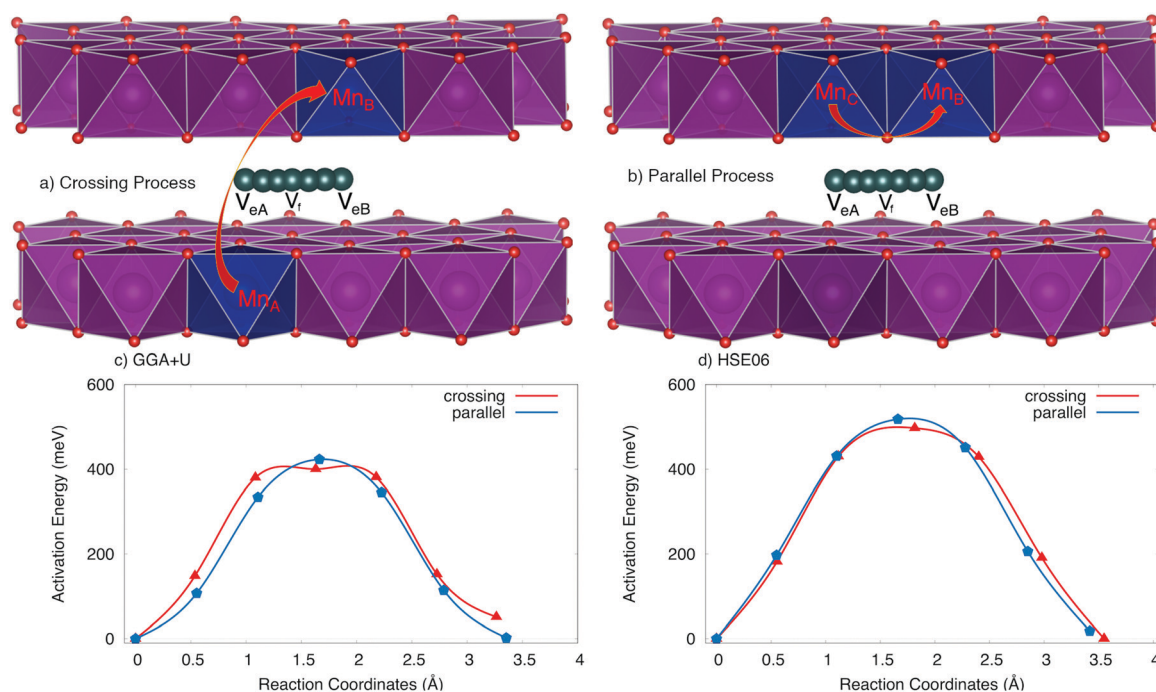 Mn_B
a) Crossing Process
V_eA V_f V_eB
Mn_A
Mn_C Mn_B
b) Parallel Process
V_eA V_f V_eB
c) GGA+U
600
400
200
0
Activation Energy (meV)
crossing
parallel
0 0.5 1 1.5 2 2.5 3 3.5 4
Reaction Coordinates (Å)
d) HSE06
600
400
200
0
Activation Energy (meV)
crossing
parallel
0 0.5 1 1.5 2 2.5 3 3.5 4
Reaction Coordinates (Å)